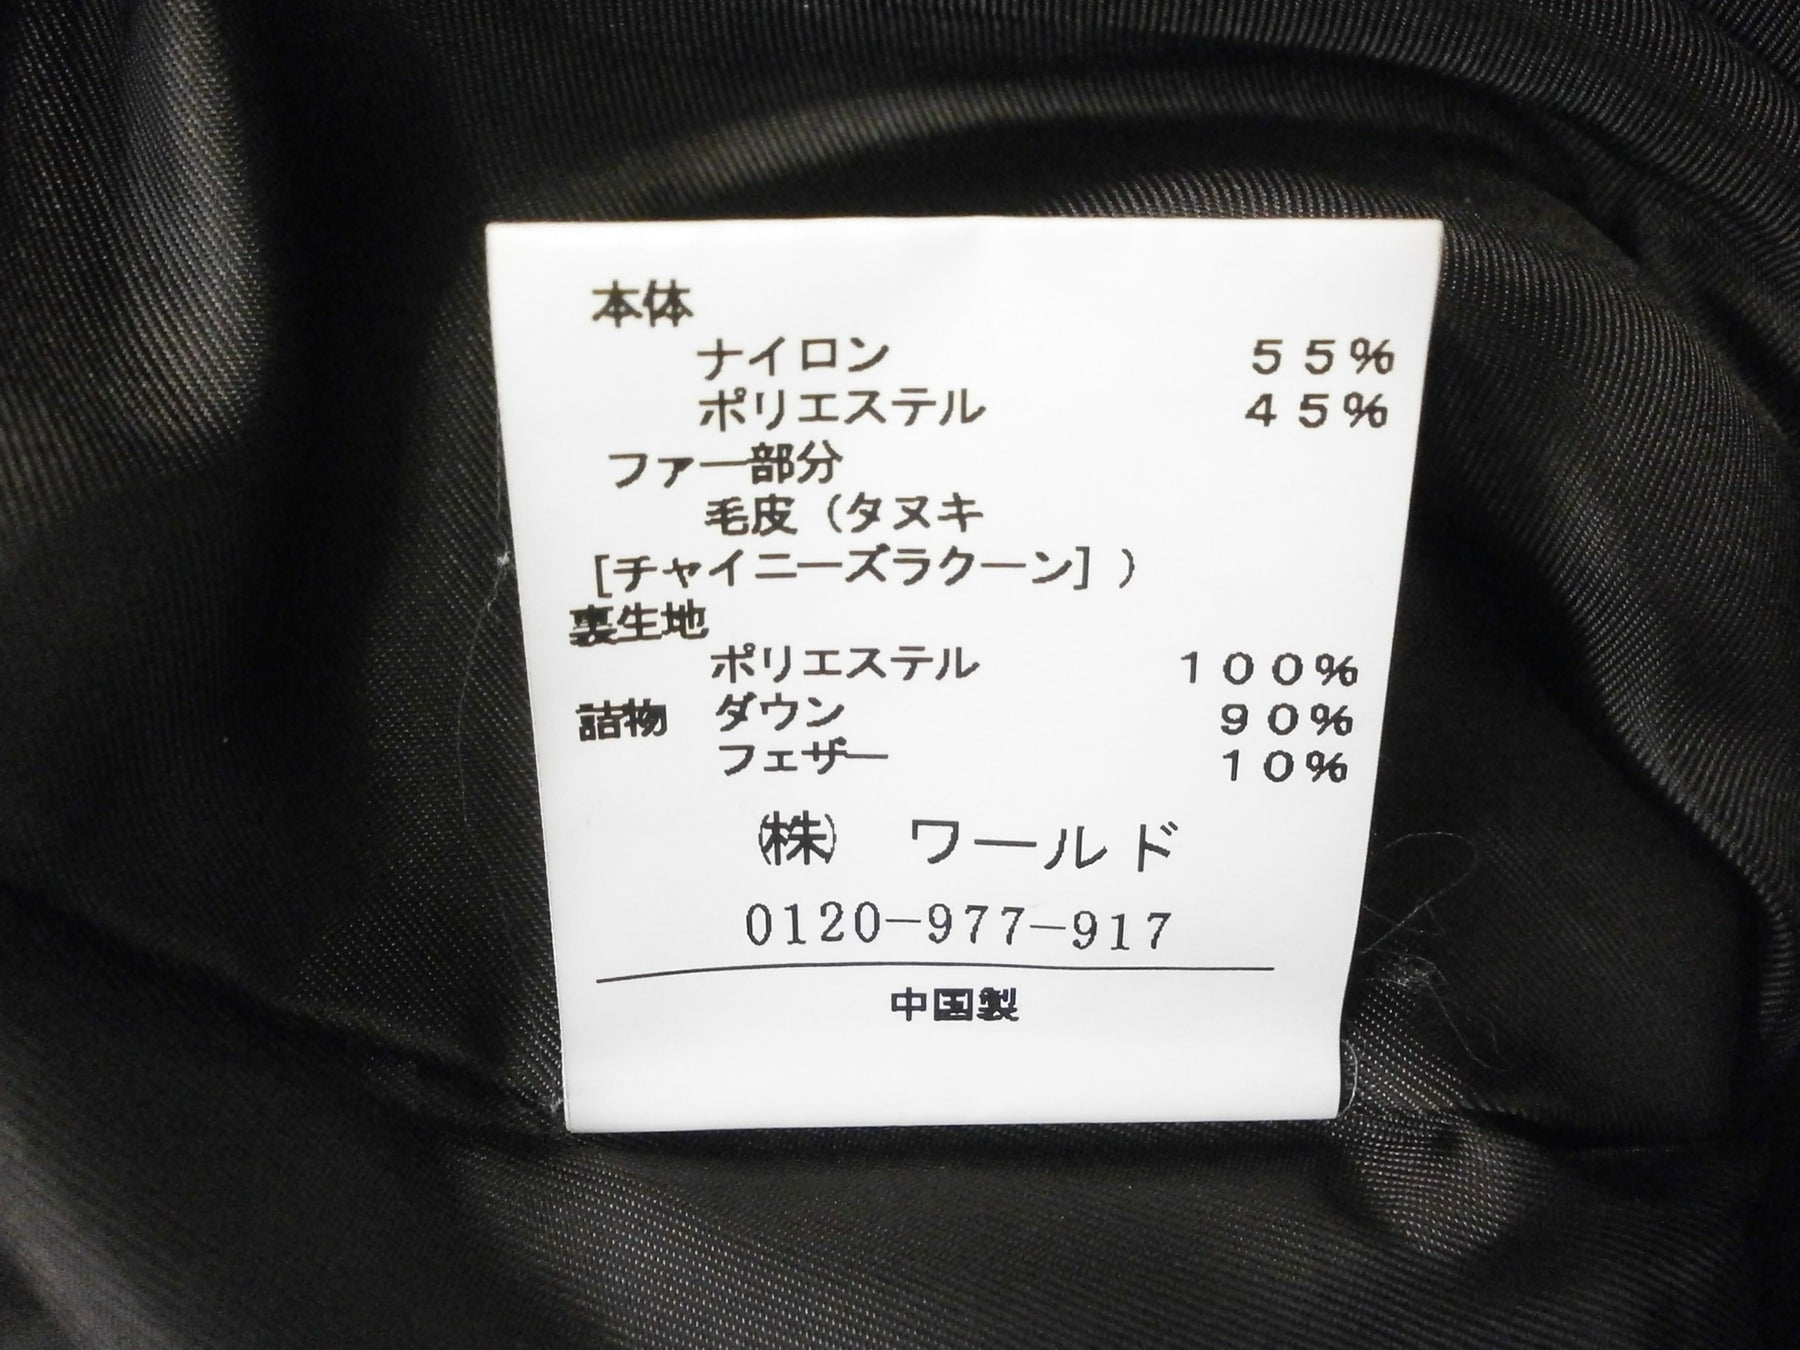 本体
ナイロン 55%
ポリエステル 45%
ファー部分
毛皮（タヌキ
[チャイニーズラクーン]）
裏生地
ポリエステル 100%
詰物 ダウン 90%
フェザー 10%
㈱ ワールド
0120-977-917
中国製